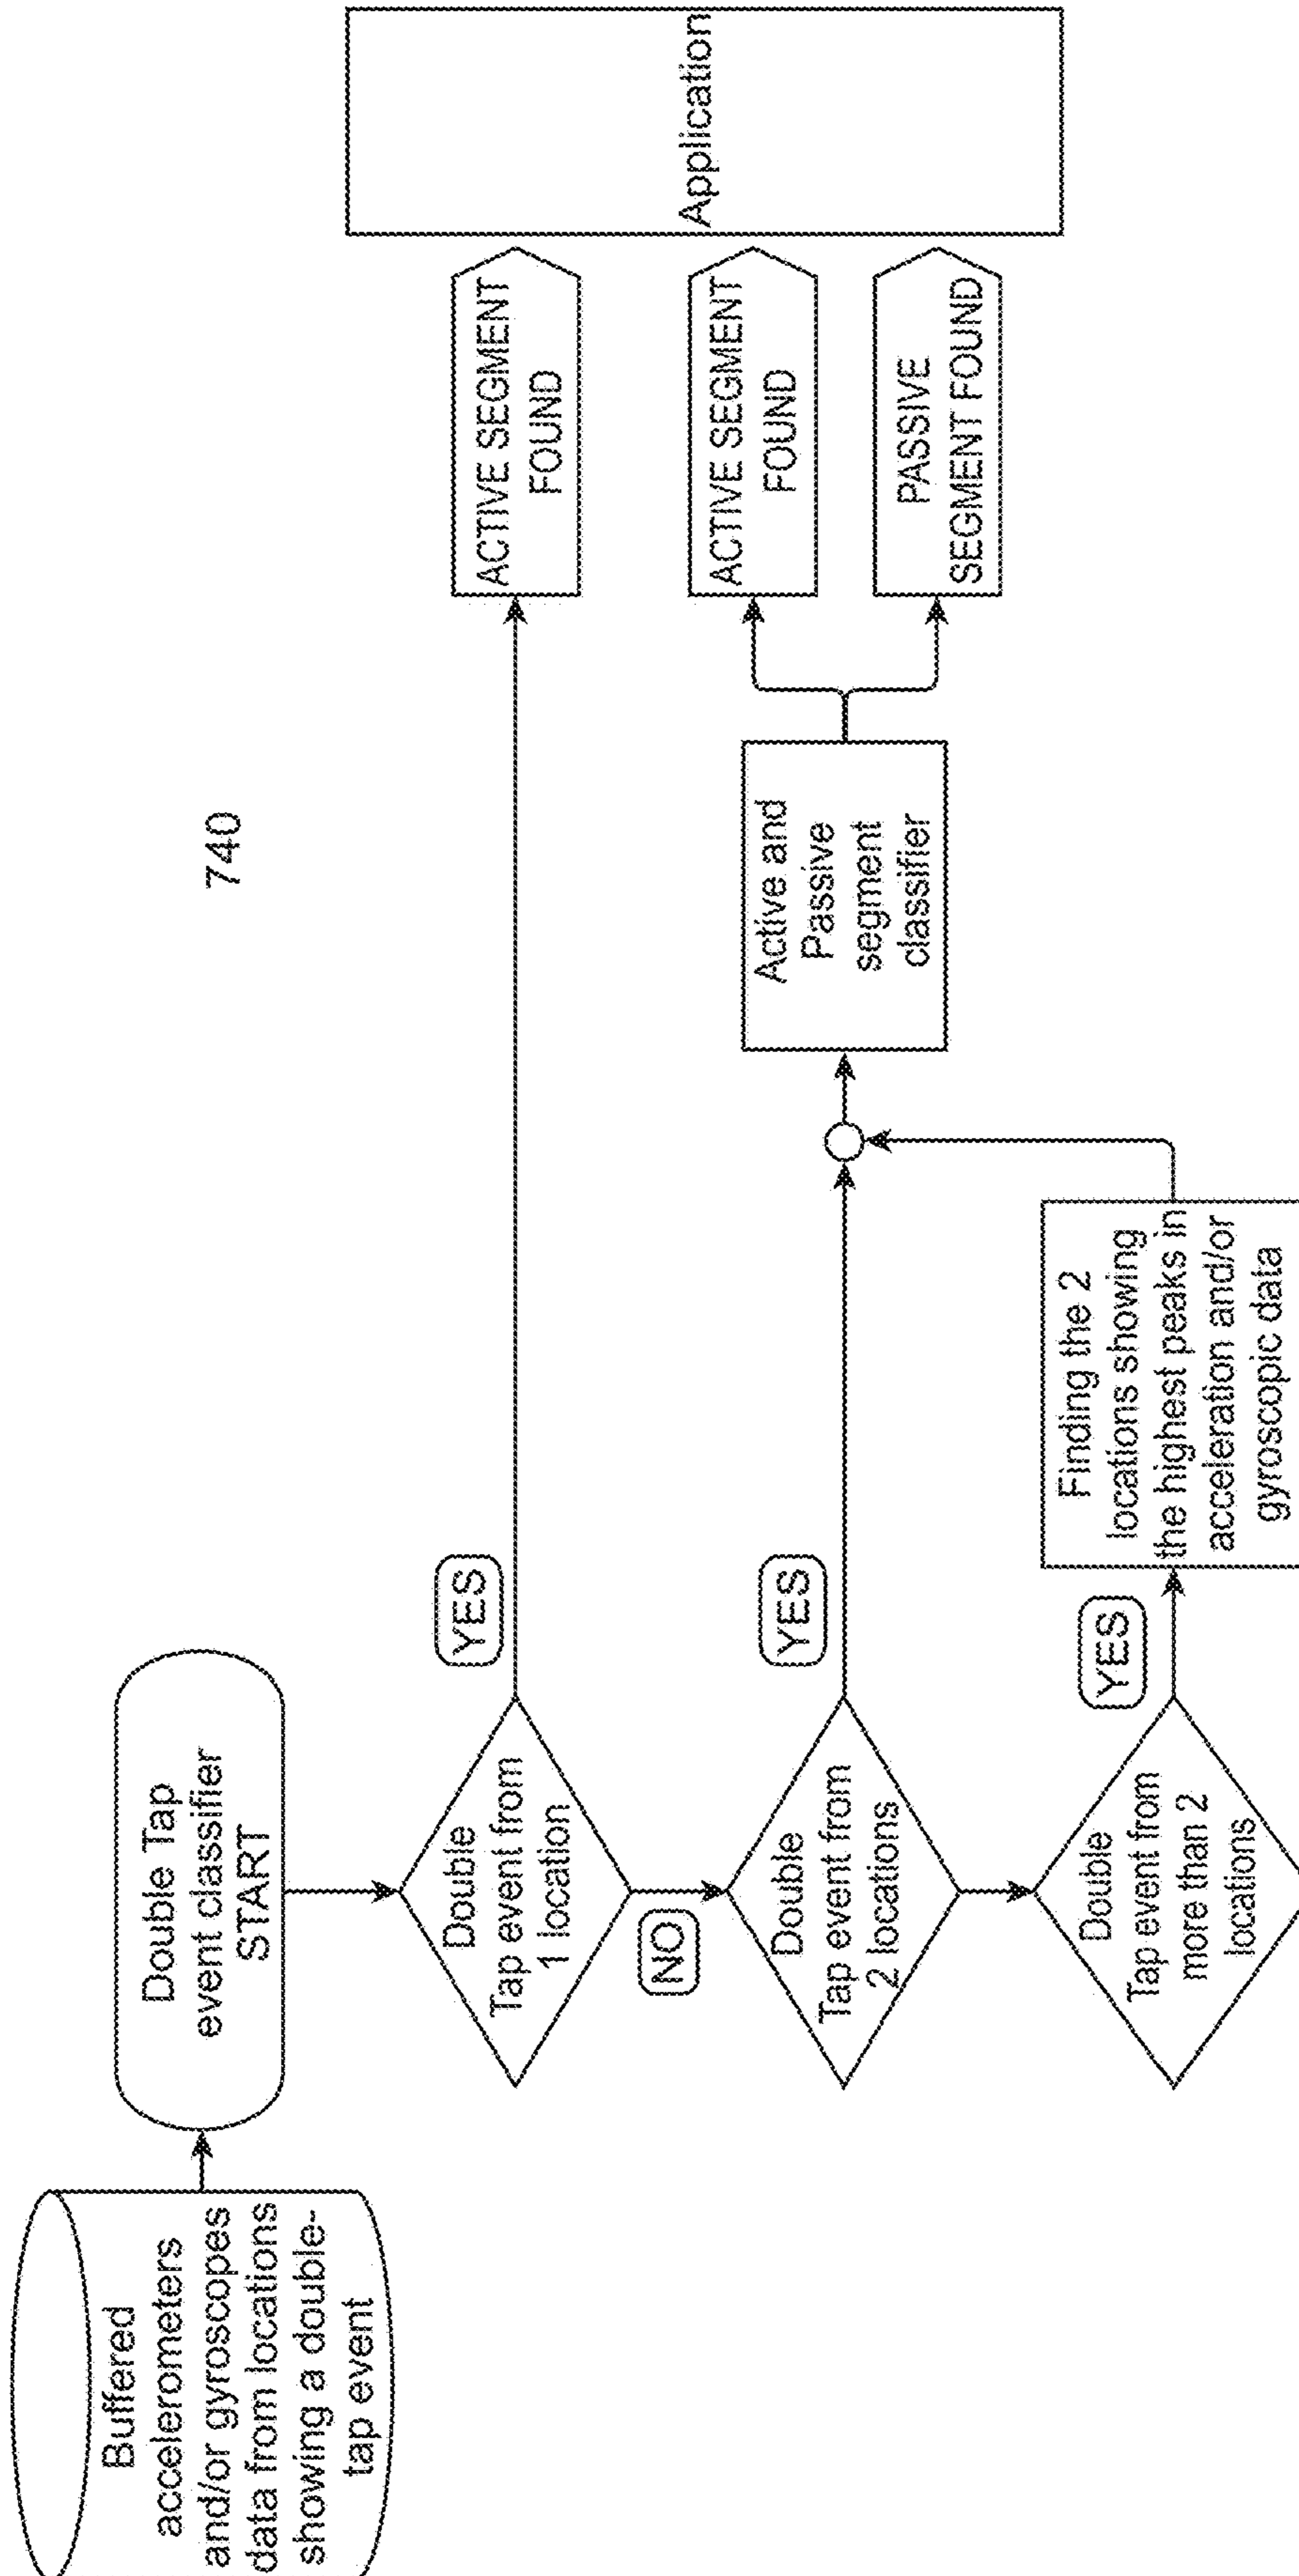 740
Buffered
accelerometers
and/or gyroscopes
data from locations
showing a double-
tap event
Double Tap
event classifier
START
Double
Tap event from
1 location
YES
ACTIVE SEGMENT
FOUND
NO
Double
Tap event from
2 locations
YES
Active and
Passive
segment
classifier
ACTIVE SEGMENT
FOUND
PASSIVE
SEGMENT FOUND
Application
Double
Tap event from
more than 2
locations
YES
Finding the 2
locations showing
the highest peaks in
acceleration and/or
gyroscopic data